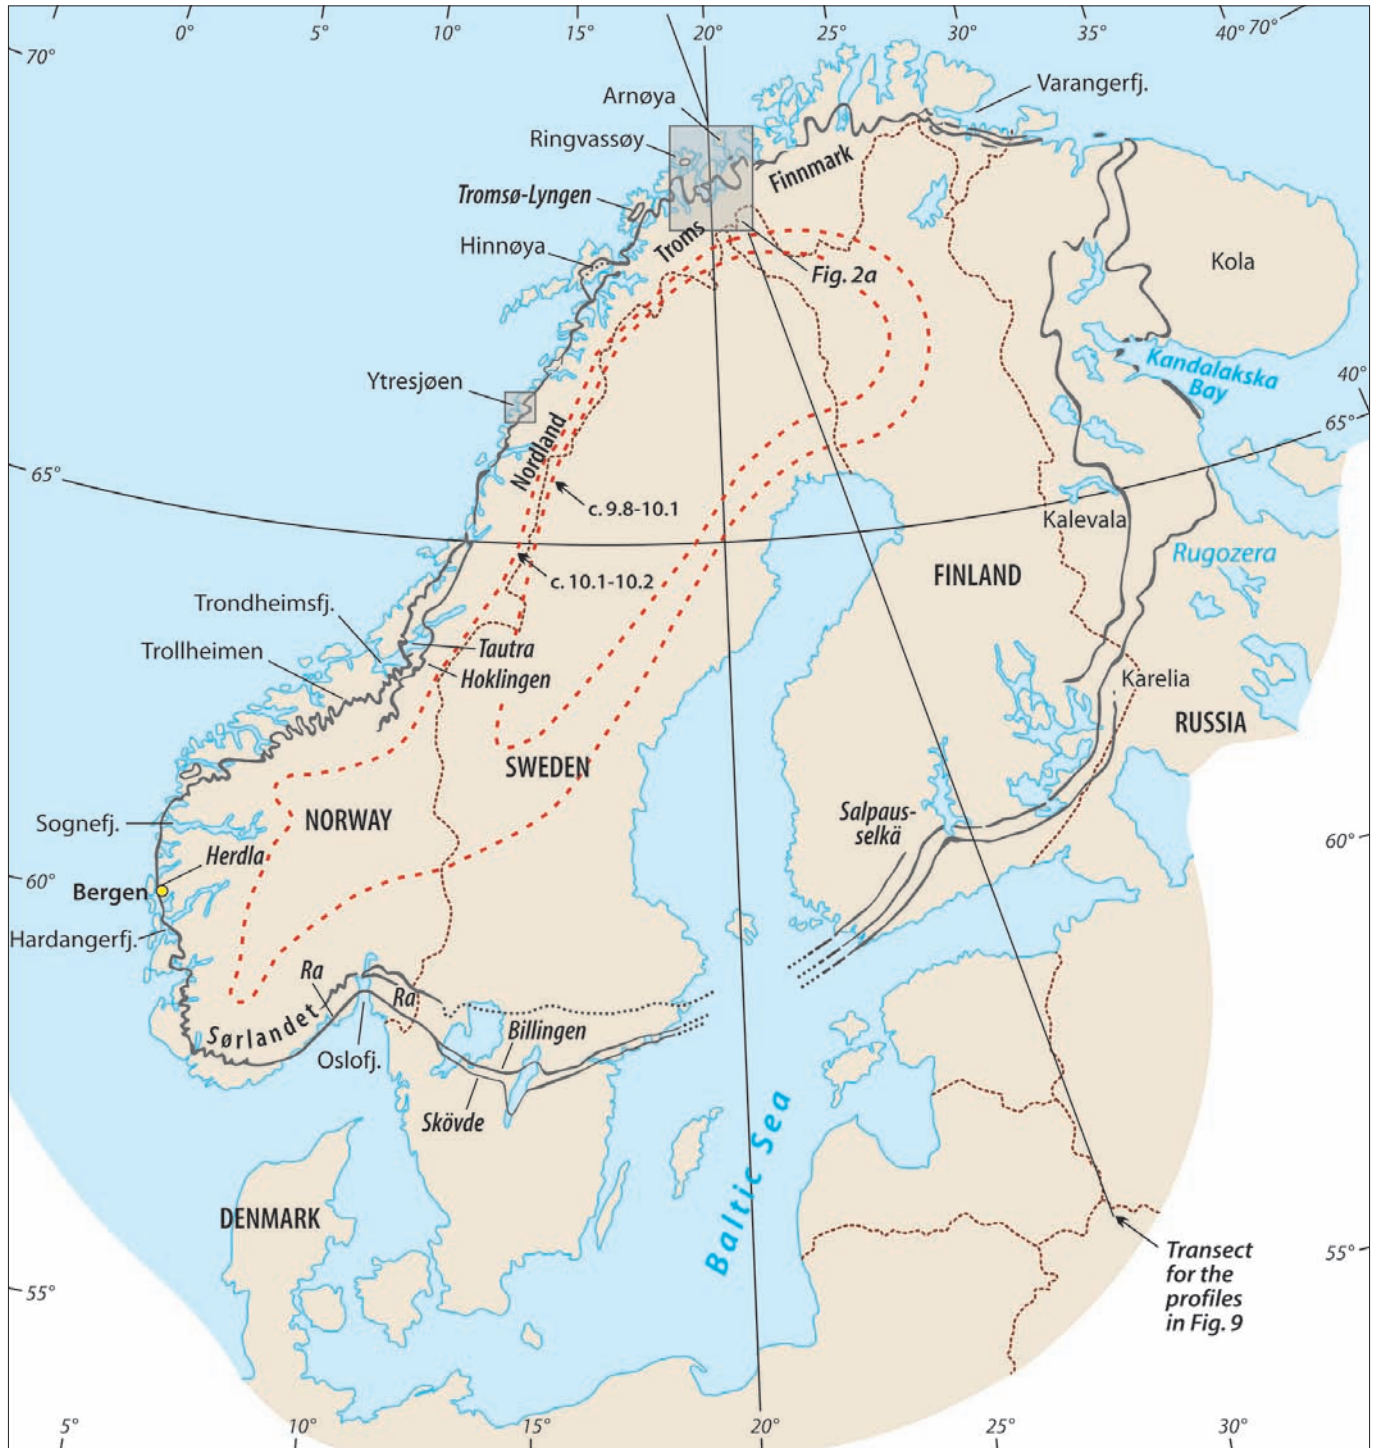 0°
5°
10°
15°
20°
25°
30°
35°
40°
70°
70°
Varangerfj.
Arnøya
Ringvassøy
Finnmark
Tromsø-Lyngen
Troms
Hinnøya
Fig. 2a
Kola
Kandalakska
Bay
40°
Ytresjøen
65°
Nordland
65°
c. 9.8-10.1
Kalevala
Rugozera
c. 10.1-10.2
FINLAND
Trondheimsfj.
Trollheimen
Tautra
Hoklingen
Karelia
RUSSIA
SWEDEN
NORWAY
Salpaus-
selkä
Sognefj.
Herdla
60°
60°
Bergen
Hardangerfj.
Ra
Ra
Sørlandet
Billingen
Oslofj.
Skövde
Baltic Sea
DENMARK
Transect
for the
profiles
in Fig. 9
55°
55°
5°
10°
15°
20°
25°
30°